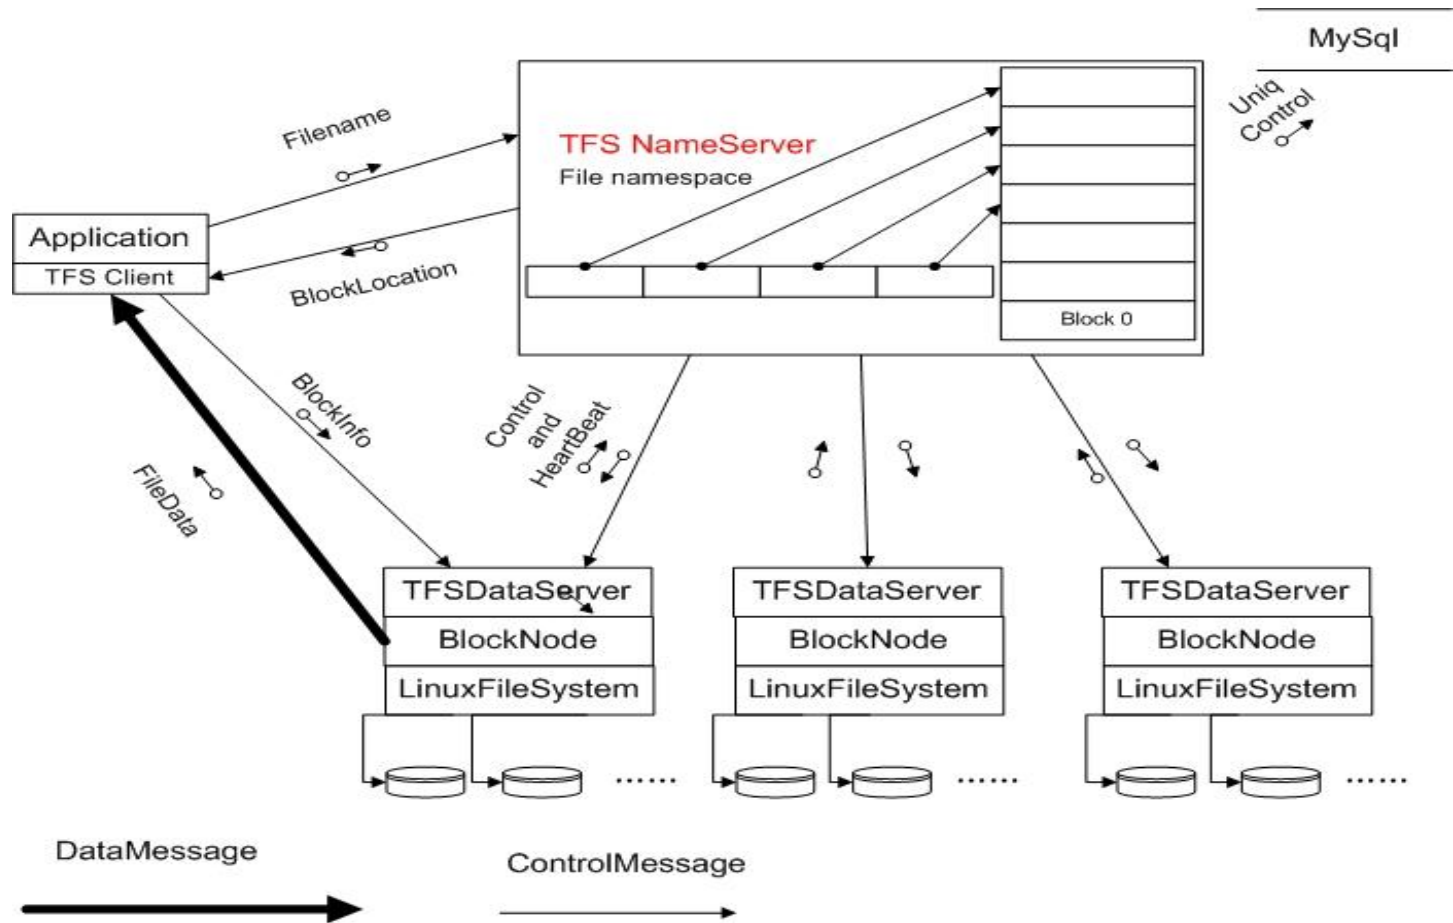 MySql
Uniq
Control
Filename
TFS NameServer
File namespace
Application
TFS Client
BlockLocation
Block 0
BlockInfo
Control
and
HeartBeat
FileData
TFSDataServer
TFSDataServer
TFSDataServer
BlockNode
BlockNode
BlockNode
LinuxFileSystem
LinuxFileSystem
LinuxFileSystem
......
......
......
DataMessage
ControlMessage